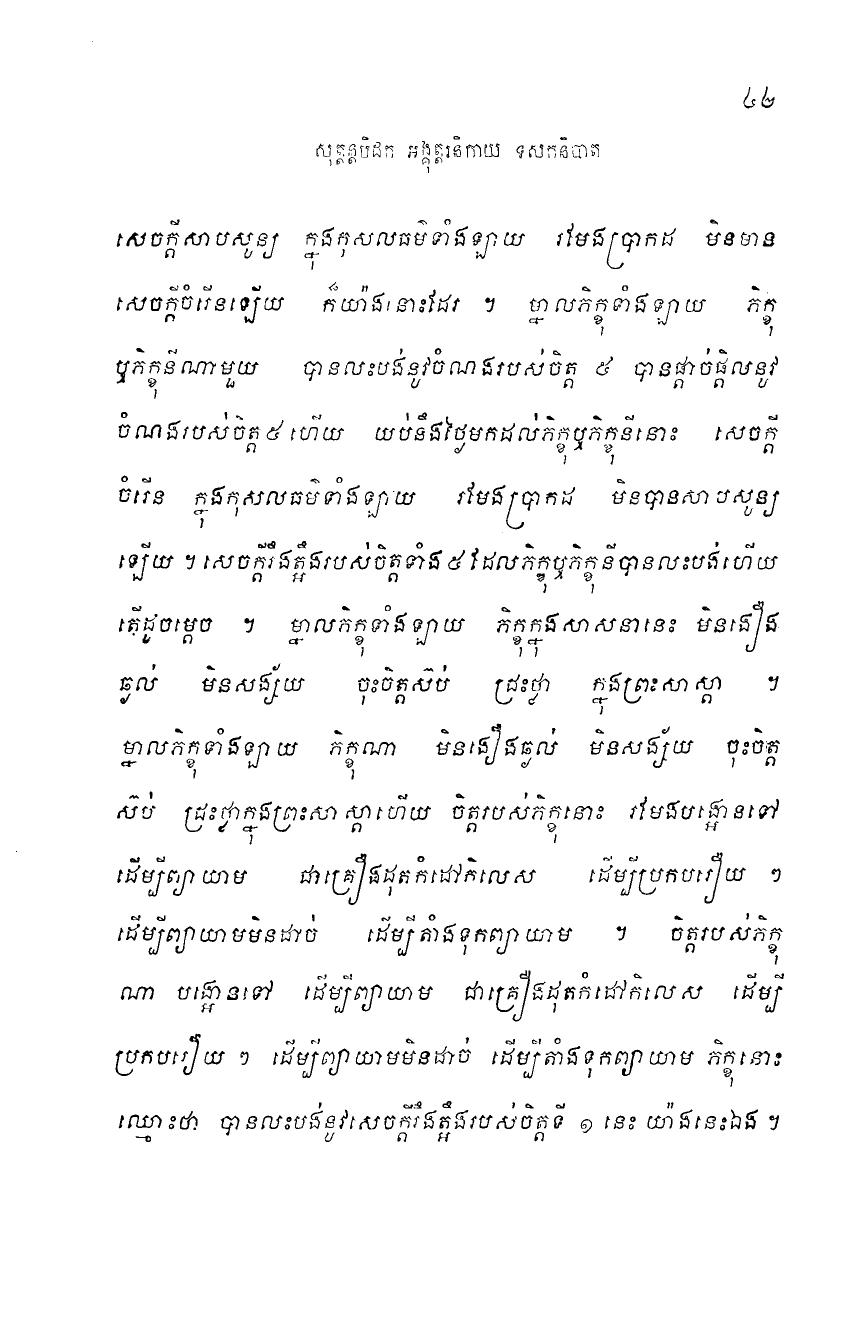 ៤២
សុត្តន្តបិដក អង្គុត្តរនិកាយ ទសកនិបាត
សេចក្តីសាបសូន្យ ក្នុងកុសលធម៌ទាំងឡាយ រមែងប្រាកដ មិនមាន
សេចក្តីចំរើនឡើយ ក៏យ៉ាងនោះដែរ ។ ម្នាលភិក្ខុទាំងឡាយ ភិក្ខុ
ឬភិក្ខុនីណាមួយ បានលះបង់នូវចំណងរបស់ចិត្ត ៥ បានផ្តាច់ផ្តិលនូវ
ចំណងរបស់ចិត្ត៥ហើយ យប់នឹងថ្ងៃមកដល់ភិក្ខុឬភិក្ខុនីនោះ សេចក្តី
ចំរើន ក្នុងកុសលធម៌ទាំងឡាយ រមែងប្រាកដ មិនបានសាបសូន្យ
ឡើយ ។ សេចក្តីរឹងត្អឹងរបស់ចិត្តទាំង៥ដែលភិក្ខុឬភិក្ខុនីបានលះបង់ហើយ
តើដូចម្តេច ។ ម្នាលភិក្ខុទាំងឡាយ ភិក្ខុក្នុងសាសនានេះ មិនងឿង
ឆ្ងល់ មិនសង្ស័យ ចុះចិត្តស៊ប់ ជ្រះថ្លា ក្នុងព្រះសាស្តា ។
ម្នាលភិក្ខុទាំងឡាយ ភិក្ខុណា មិនងឿងឆ្ងល់ មិនសង្ស័យ ចុះចិត្ត
ស៊ប់ ជ្រះថ្លាក្នុងព្រះសាស្តាហើយ ចិត្តរបស់ភិក្ខុនោះ រមែងបង្អោនទៅ
ដើម្បីព្យាយាម ជាគ្រឿងដុតកំដៅកិលេស ដើម្បីប្រកបរឿយ ៗ
ដើម្បីព្យាយាមមិនដាច់ ដើម្បីតាំងទុកព្យាយាម ។ ចិត្តរបស់ភិក្ខុ
ណា បង្អោនទៅ ដើម្បីព្យាយាម ជាគ្រឿងដុតកំដៅកិលេស ដើម្បី
ប្រកបរឿយ ៗ ដើម្បីព្យាយាមមិនដាច់ ដើម្បីតាំងទុកព្យាយាម ភិក្ខុនោះ
ឈ្មោះថា បានលះបង់នូវសេចក្តីរឹងត្អឹងរបស់ចិត្តទី ១ នេះ យ៉ាងនេះឯង ។